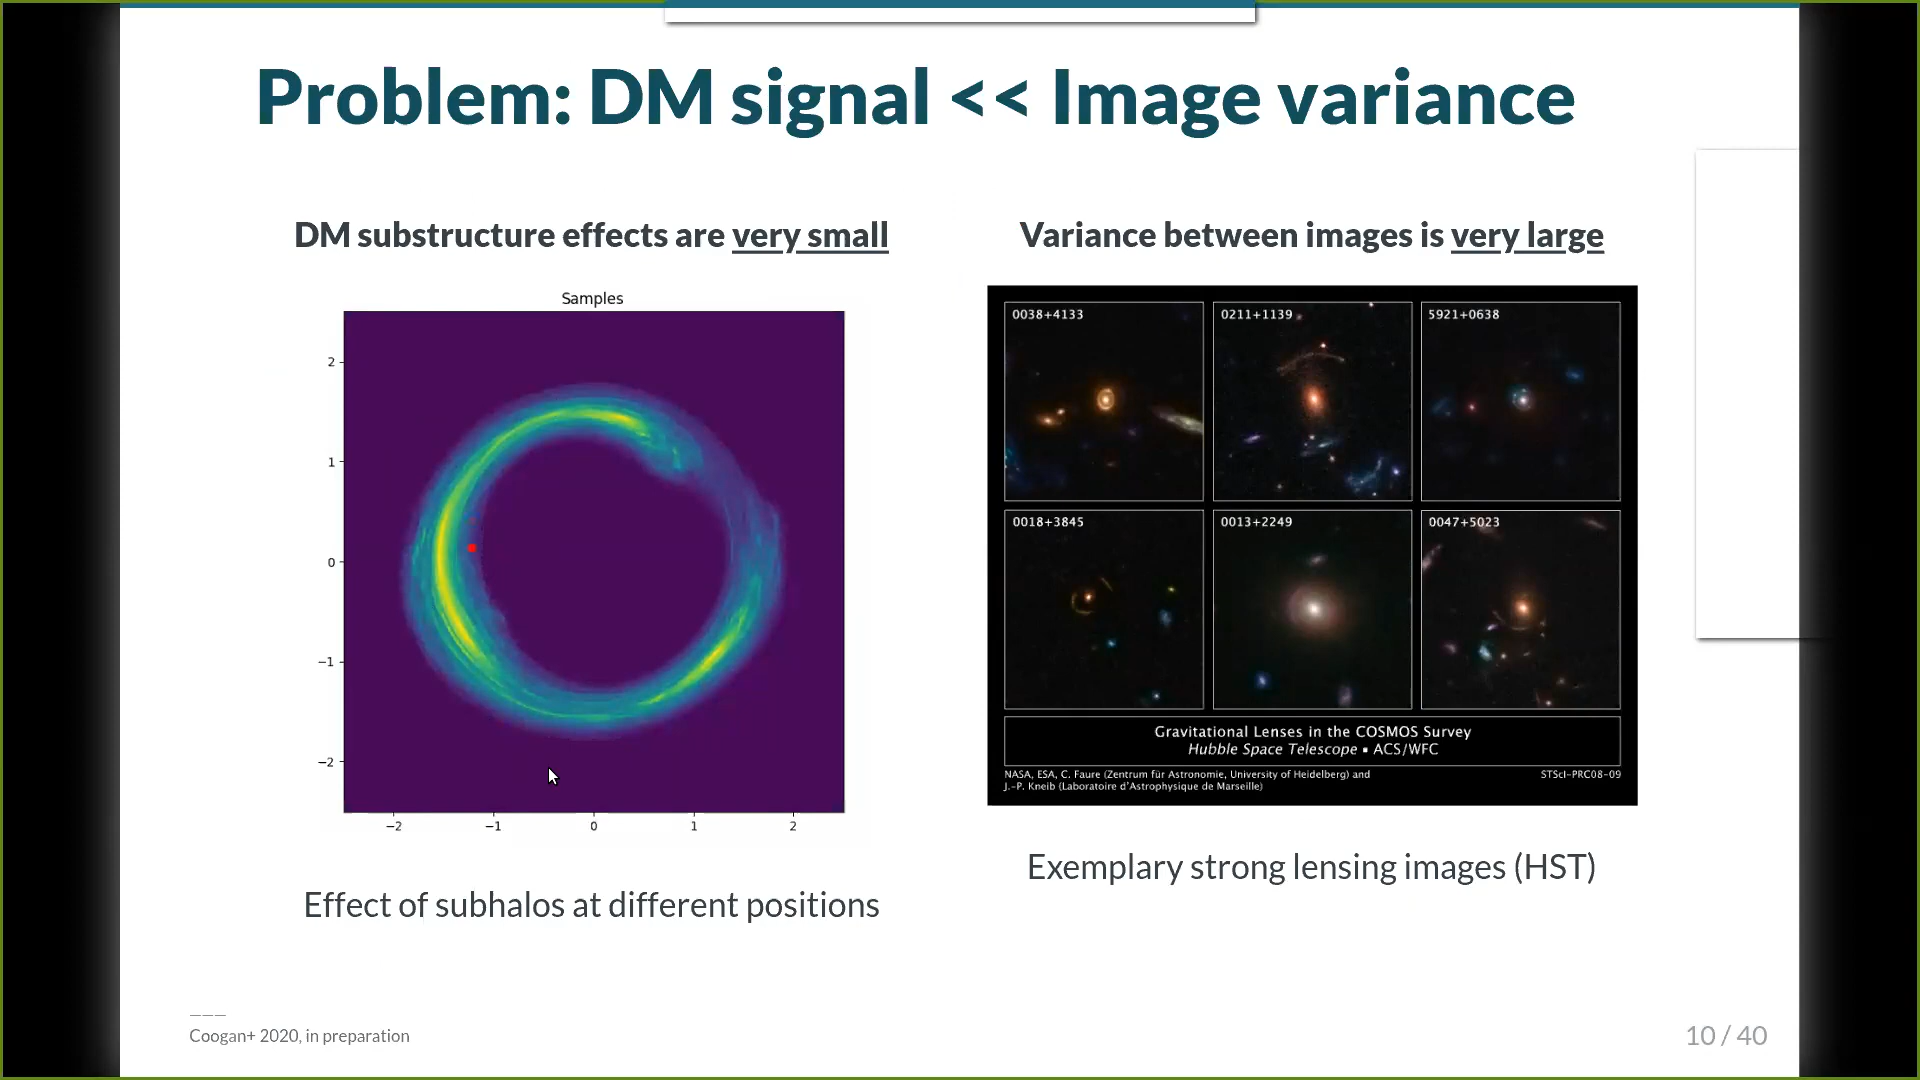 Problem: DM signal << Image variance
DM substructure effects are very small
Samples
2
1
0
−1
−2
−2
−1
0
1
2
Effect of subhalos at different positions
Variance between images is very large
0038+4133
0211+1139
5921+0638
0018+3845
0013+2249
0047+5023
Gravitational Lenses in the COSMOS Survey
Hubble Space Telescope ▪ ACS/WFC
NASA, ESA, C. Faure (Zentrum für Astronomie, University of Heidelberg) and
J.-P. Kneib (Laboratoire d'Astrophysique de Marseille)
STScI-PRC08-09
Exemplary strong lensing images (HST)
Coogan+ 2020, in preparation
10 / 40